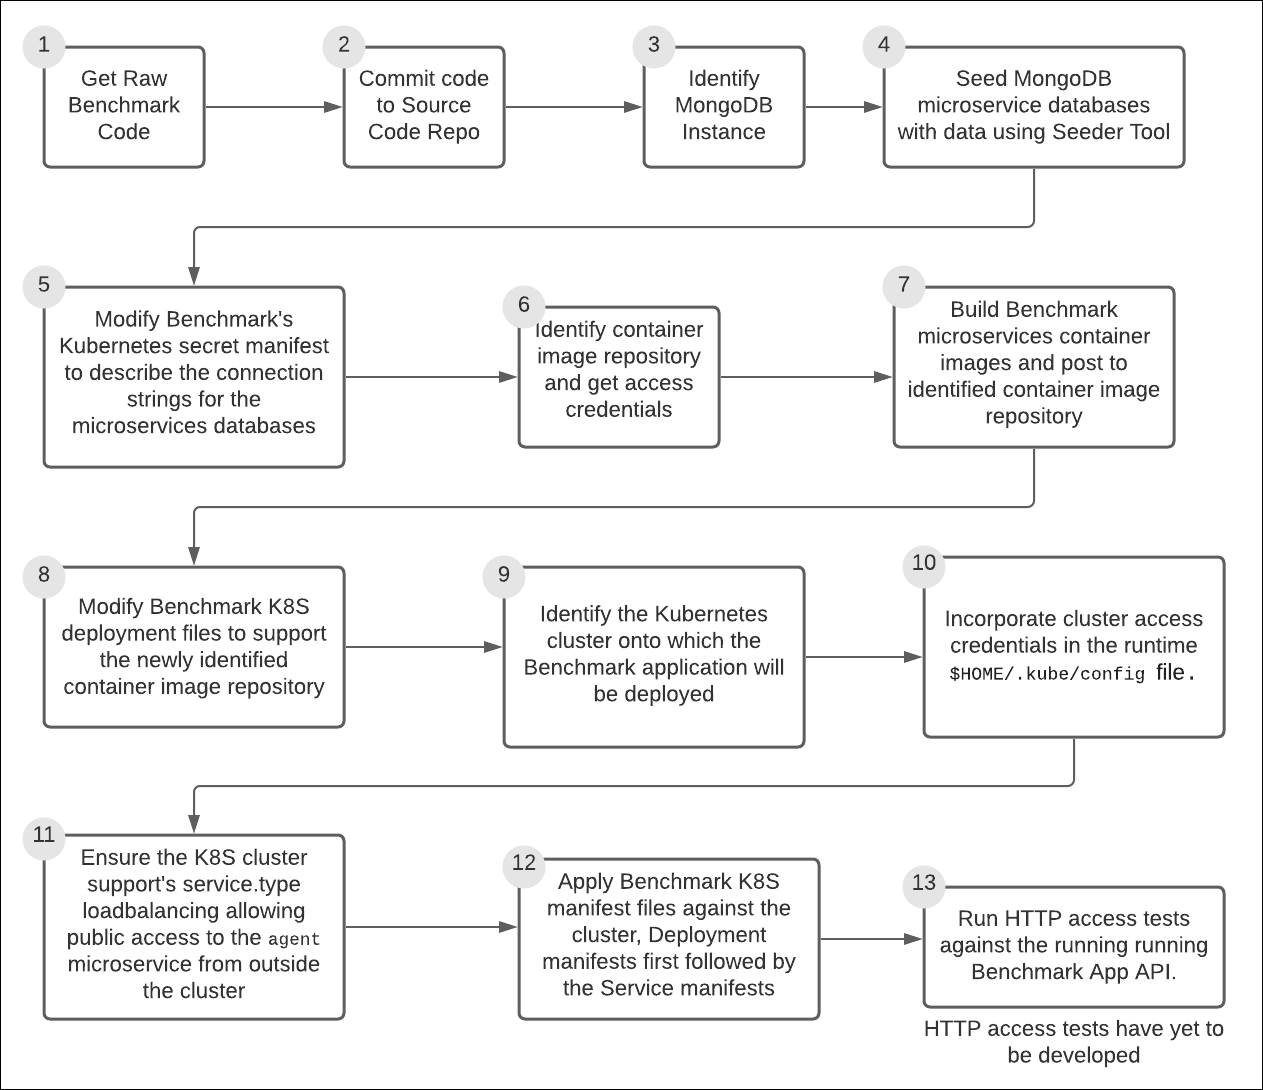 1
Get Raw
Benchmark
Code
2
Commit code
to Source
Code Repo
3
Identify
MongoDB
Instance
4
Seed MongoDB
microservice databases
with data using Seeder Tool
5
Modify Benchmark's
Kubernetes secret manifest
to describe the connection
strings for the
microservices databases
6
Identify container
image repository
and get access
credentials
7
Build Benchmark
microservices container
images and post to
identified container image
repository
8
Modify Benchmark K8S
deployment files to support
the newly identified
container image repository
9
Identify the Kubernetes
cluster onto which the
Benchmark application will
be deployed
10
Incorporate cluster access
credentials in the runtime
$HOME/.kube/config file.
11
Ensure the K8S cluster
support's service.type
loadbalancing allowing
public access to the agent
microservice from outside
the cluster
12
Apply Benchmark K8S
manifest files against the
cluster, Deployment
manifests first followed by
the Service manifests
13
Run HTTP access tests
against the running running
Benchmark App API.
HTTP access tests have yet to
be developed